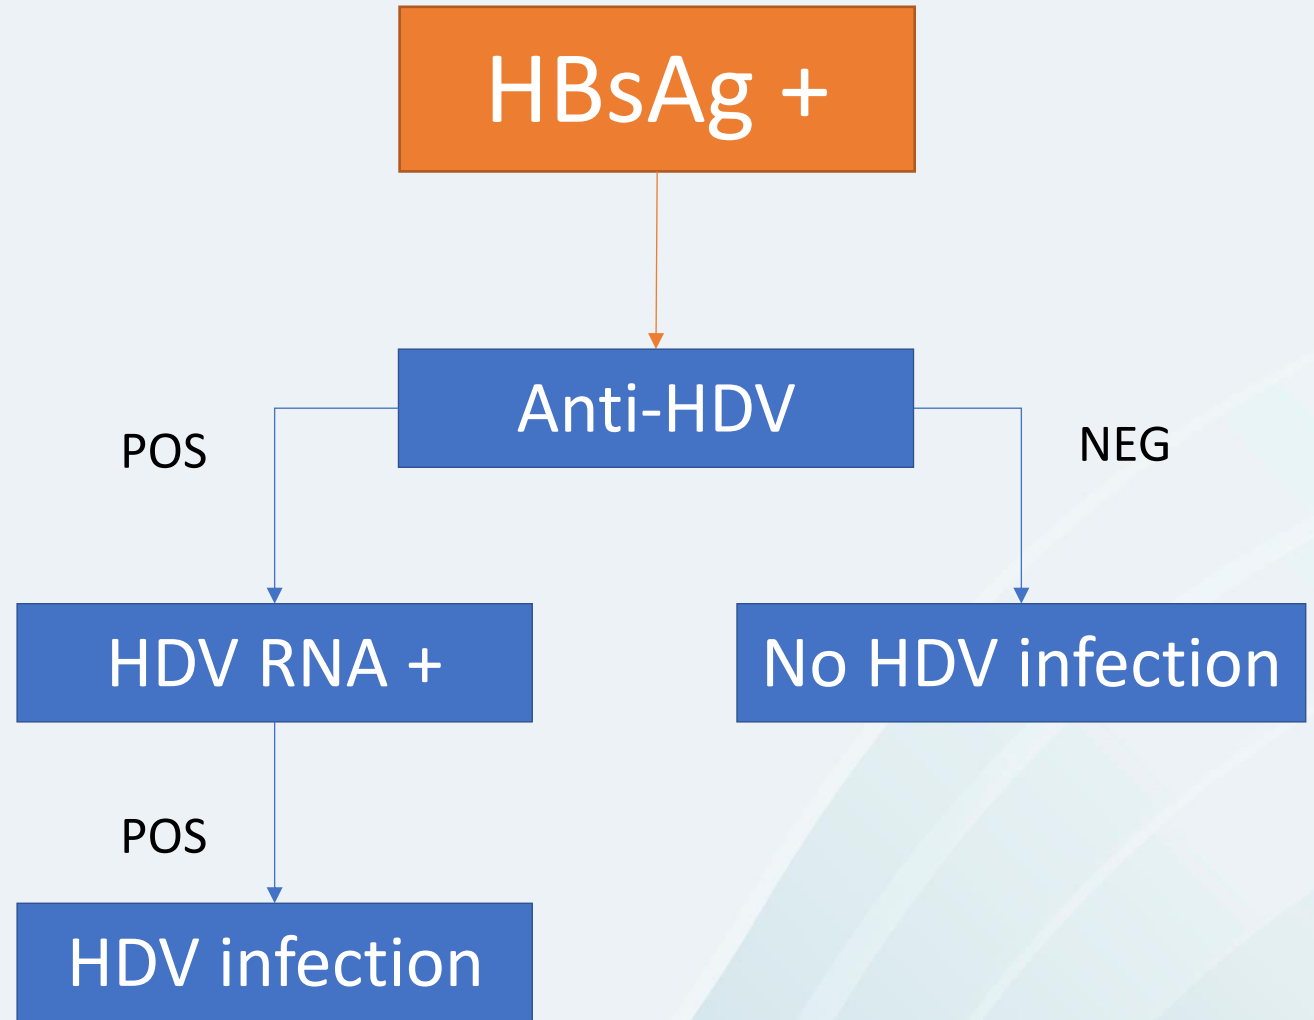 HBsAg +
Anti-HDV
POS
NEG
HDV RNA +
No HDV infection
POS
HDV infection